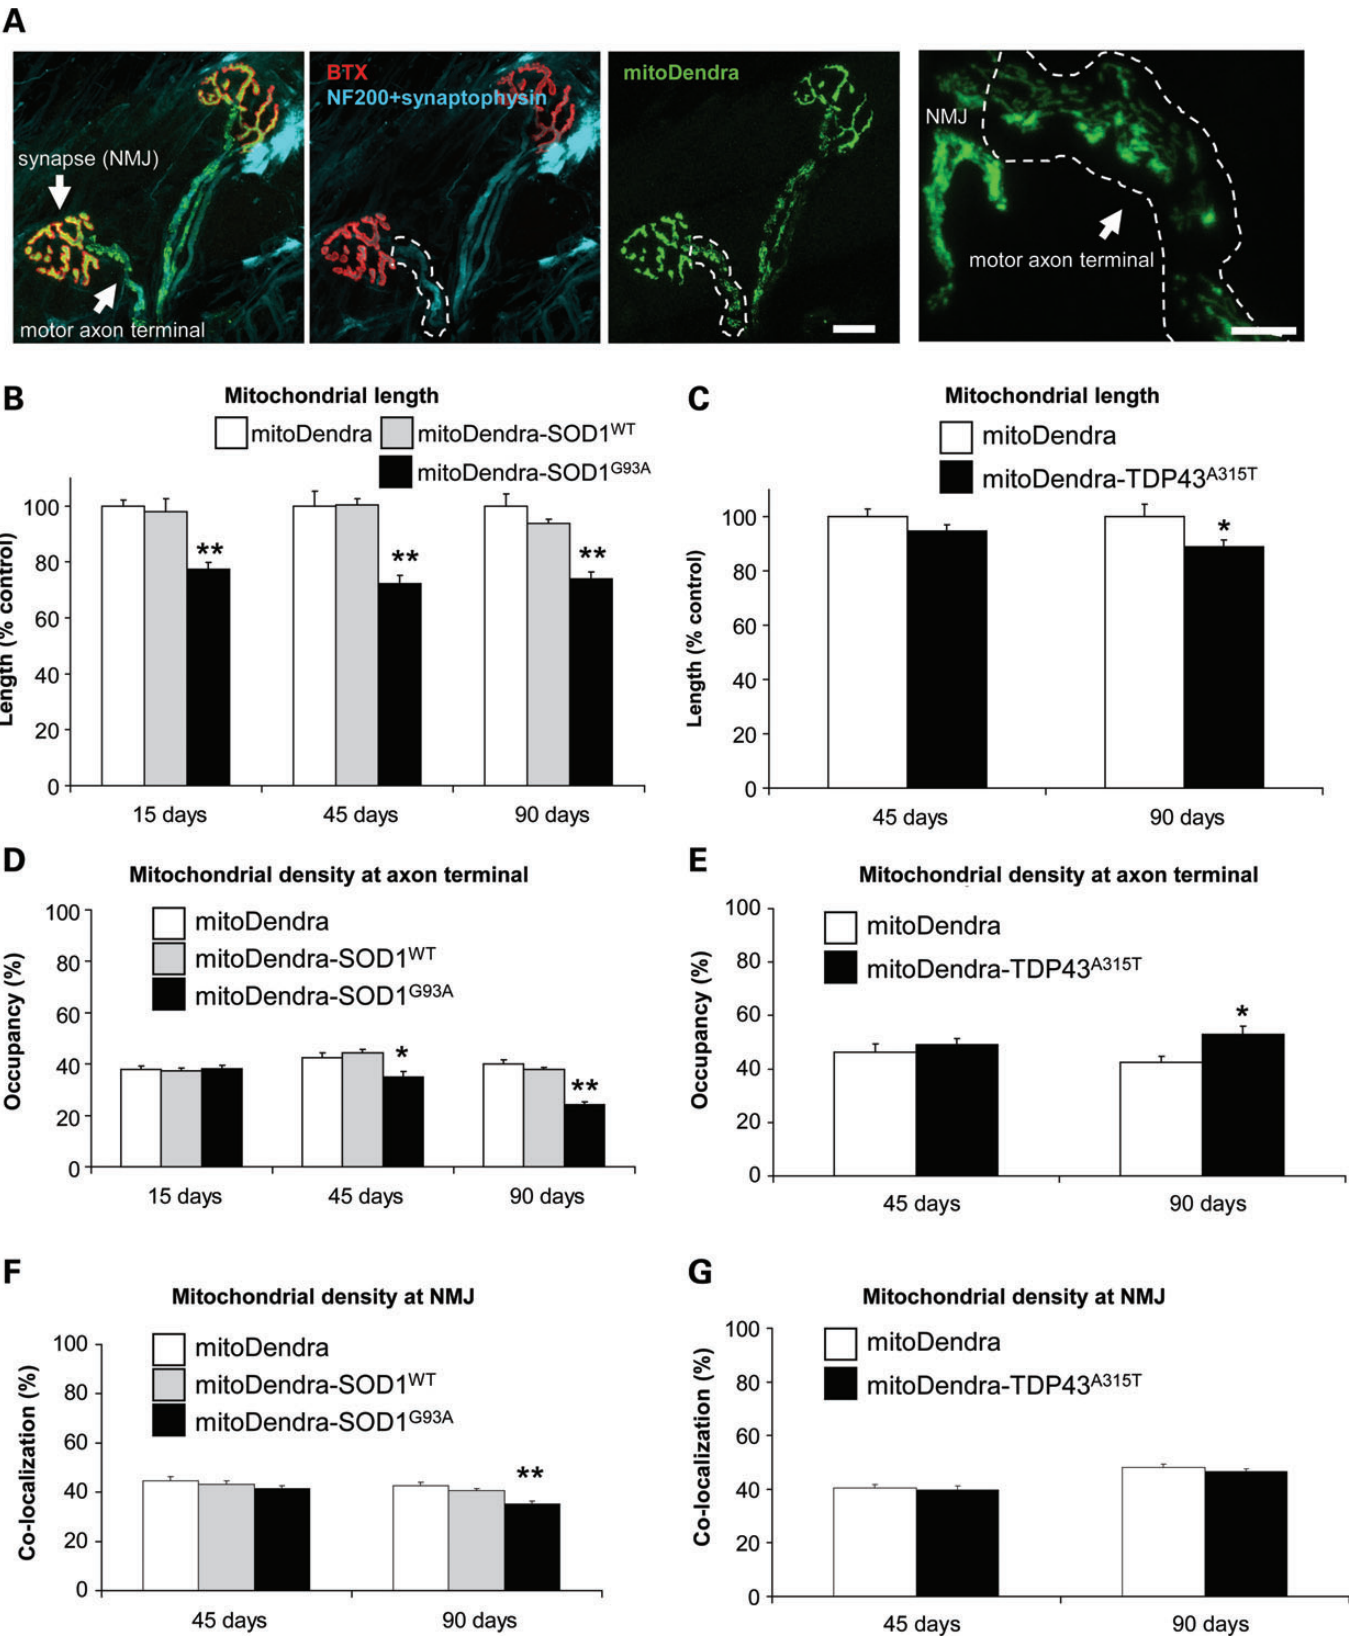 A
BTX
NF200+synaptophysin
mitoDendra
NMJ
synapse (NMJ)
motor axon terminal
motor axon terminal
B
Mitochondrial length
mitoDendra
mitoDendra-SOD1WT
mitoDendra-SOD1G93A
Length (% control)
100
80
60
40
20
0
**
**
**
15 days
45 days
90 days
C
Mitochondrial length
mitoDendra
mitoDendra-TDP43A315T
Length (% control)
100
80
60
40
20
0
*
45 days
90 days
D
Mitochondrial density at axon terminal
mitoDendra
mitoDendra-SOD1WT
mitoDendra-SOD1G93A
Occupancy (%)
100
80
60
40
20
0
*
**
15 days
45 days
90 days
E
Mitochondrial density at axon terminal
mitoDendra
mitoDendra-TDP43A315T
Occupancy (%)
100
80
60
40
20
0
*
45 days
90 days
F
Mitochondrial density at NMJ
mitoDendra
mitoDendra-SOD1WT
mitoDendra-SOD1G93A
Co-localization (%)
100
80
60
40
20
0
**
45 days
90 days
G
Mitochondrial density at NMJ
mitoDendra
mitoDendra-TDP43A315T
Co-localization (%)
100
80
60
40
20
0
45 days
90 days